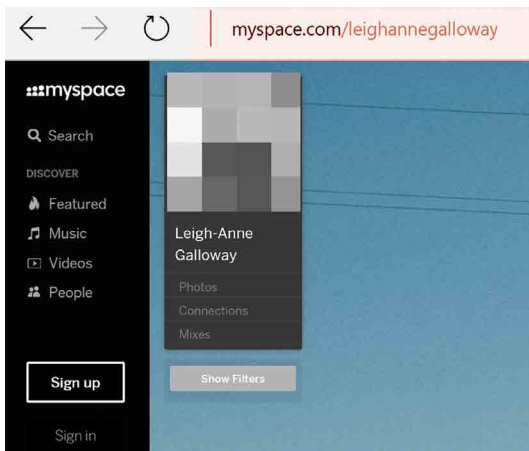 myspace.com/leighannegalloway
myspace
Search
DISCOVER
Featured
Music
Videos
People
Sign up
Sign in
Leigh-Anne
Galloway
Photos
Connections
Mixes
Show Filters